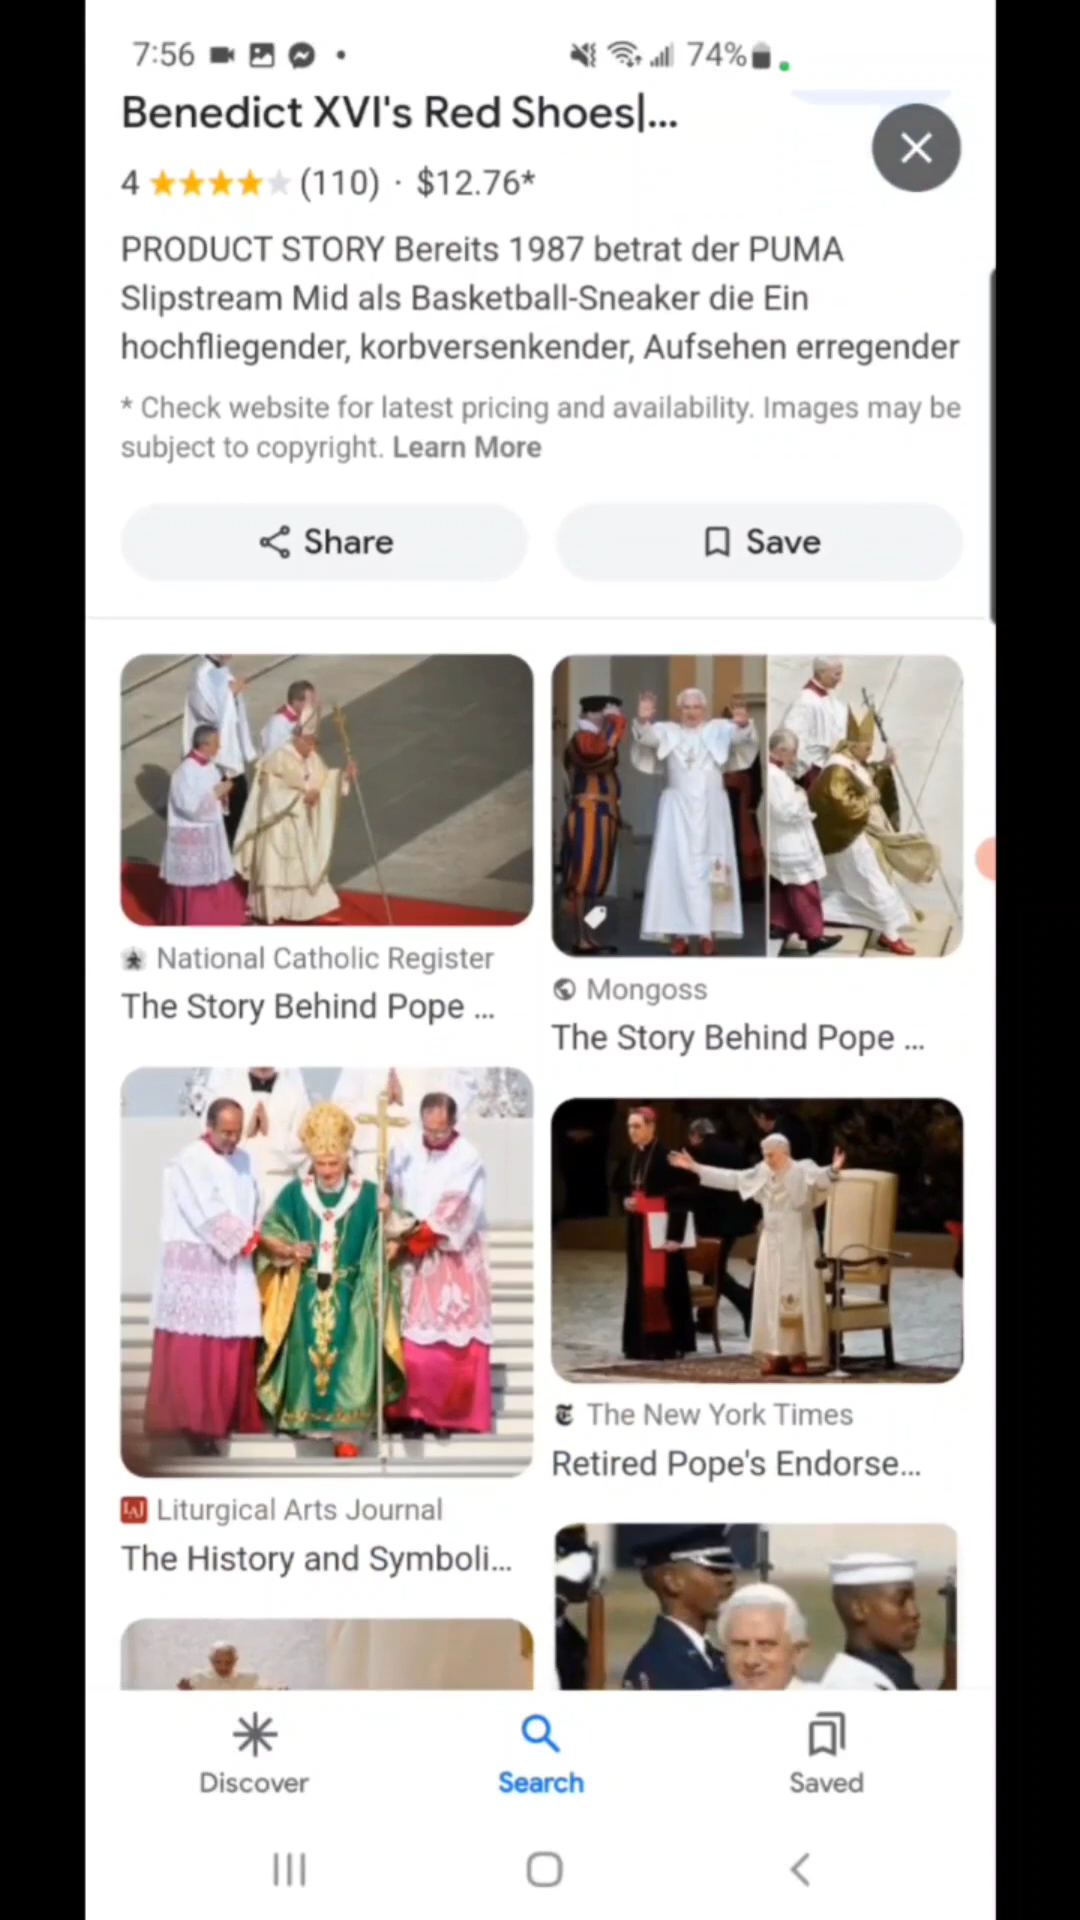 7:56
74%
Benedict XVI's Red Shoes|...
4 (110) · $12.76*
PRODUCT STORY Bereits 1987 betrat der PUMA
Slipstream Mid als Basketball-Sneaker die Ein
hochfliegender, korbversenkender, Aufsehen erregender
* Check website for latest pricing and availability. Images may be
subject to copyright. Learn More
Share
Save
National Catholic Register
The Story Behind Pope ...
Mongoss
The Story Behind Pope ...
The New York Times
Retired Pope's Endorse...
LAJ Liturgical Arts Journal
The History and Symboli...
Discover
Search
Saved